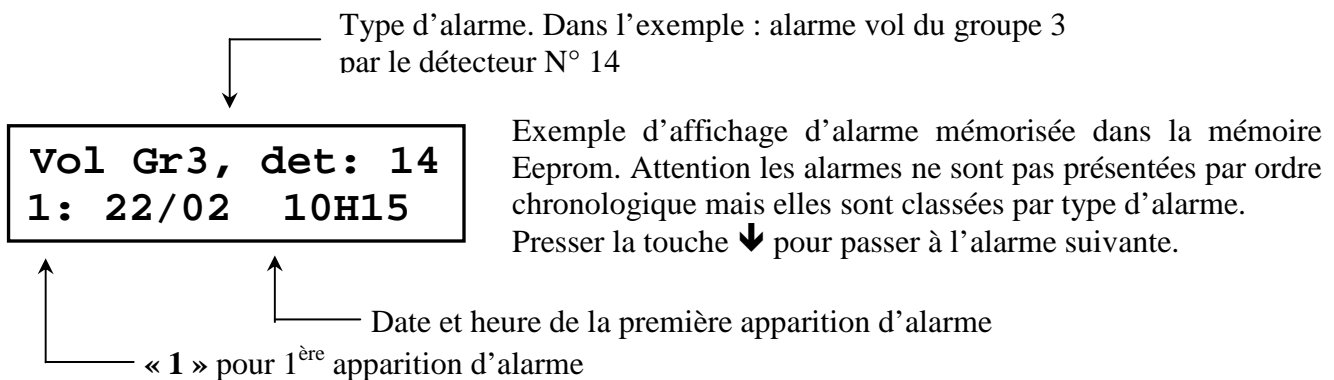 Type d’alarme. Dans l’exemple : alarme vol du groupe 3
par le détecteur N° 14
Vol Gr3, det: 14
1: 22/02 10H15
Exemple d’affichage d’alarme mémorisée dans la mémoire
Eeprom. Attention les alarmes ne sont pas présentées par ordre
chronologique mais elles sont classées par type d’alarme.
Presser la touche 🡻 pour passer à l’alarme suivante.
Date et heure de la première apparition d’alarme
« 1 » pour 1ère apparition d’alarme